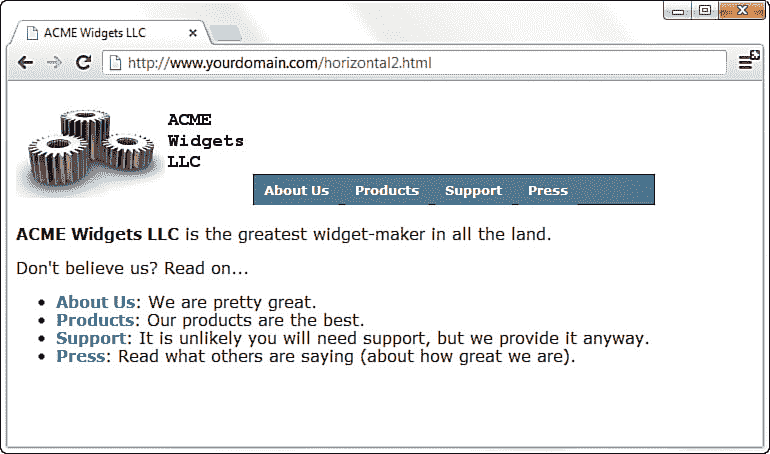 ACME Widgets LLC
http://www.yourdomain.com/horizontal2.html
ACME
Widgets
LLC
About Us Products Support Press
ACME Widgets LLC is the greatest widget-maker in all the land.
Don't believe us? Read on...
• About Us: We are pretty great.
• Products: Our products are the best.
• Support: It is unlikely you will need support, but we provide it anyway.
• Press: Read what others are saying (about how great we are).